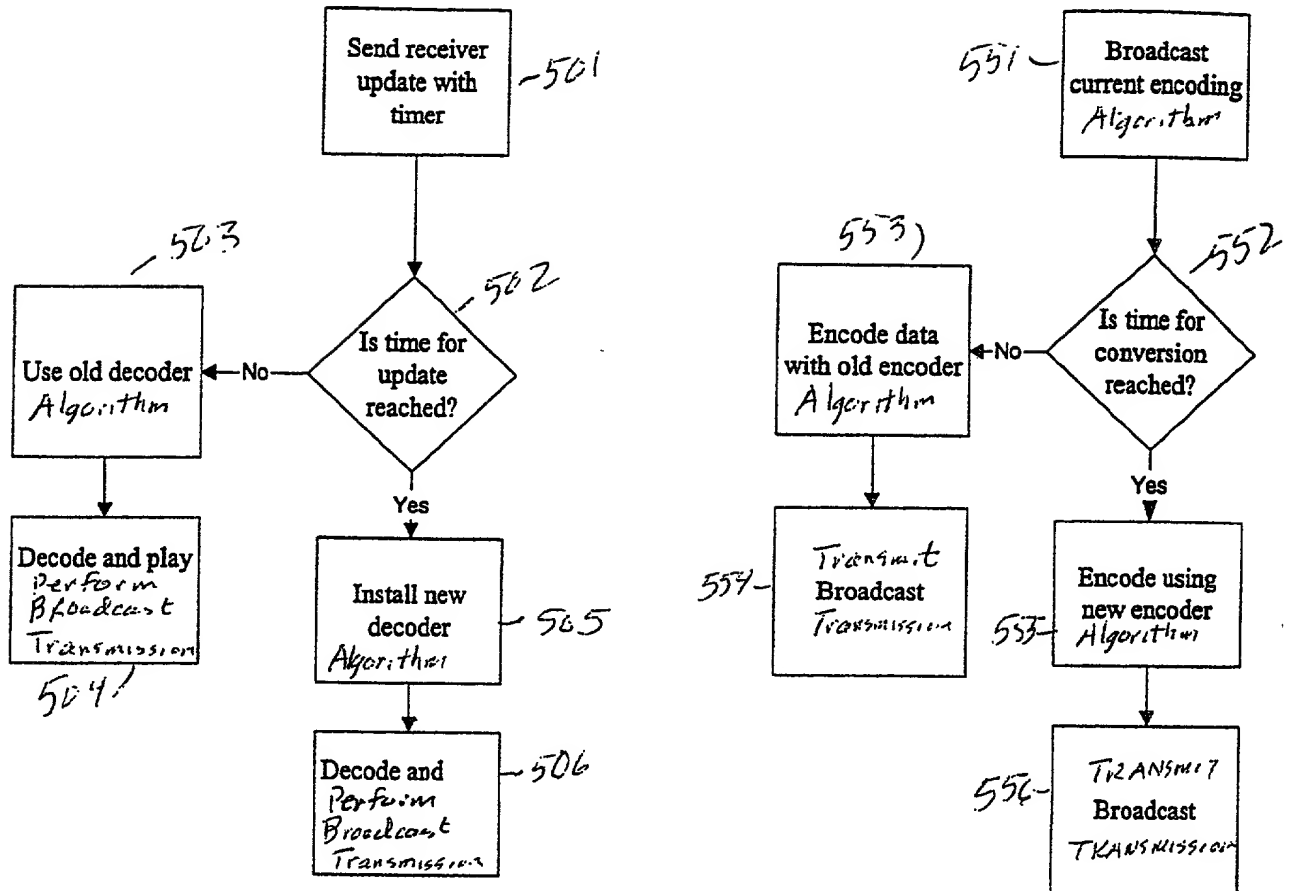 Send receiver
update with
timer
501
503
502
Use old decoder
Algorithm
No
Is time for
update
reached?
Yes
Decode and play
Perform
Broadcast
Transmission
504
Install new
decoder
Algorithm
505
Decode and
Perform
Broadcast
Transmission
506
551
Broadcast
current encoding
Algorithm
553
552
Encode data
with old encoder
Algorithm
No
Is time for
conversion
reached?
Yes
554
Transmit
Broadcast
Transmission
555
Encode using
new encoder
Algorithm
556
TRANSMIT
Broadcast
TRANSMISSION